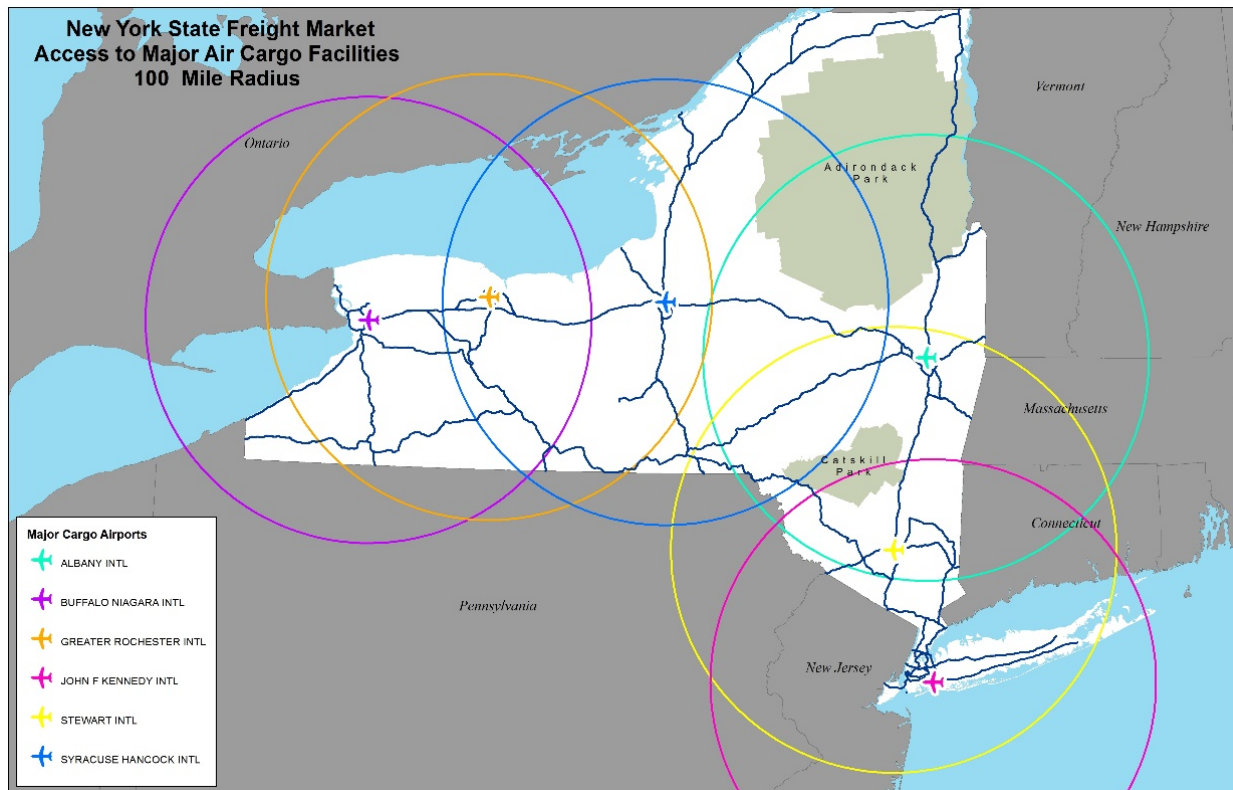 New York State Freight Market
Access to Major Air Cargo Facilities
100 Mile Radius
Ontario
Vermont
Adirondack
Park
New Hampshire
Massachusetts
Catskill
Park
Connecticut
Pennsylvania
New Jersey
Major Cargo Airports
ALBANY INTL
BUFFALO NIAGARA INTL
GREATER ROCHESTER INTL
JOHN F KENNEDY INTL
STEWART INTL
SYRACUSE HANCOCK INTL